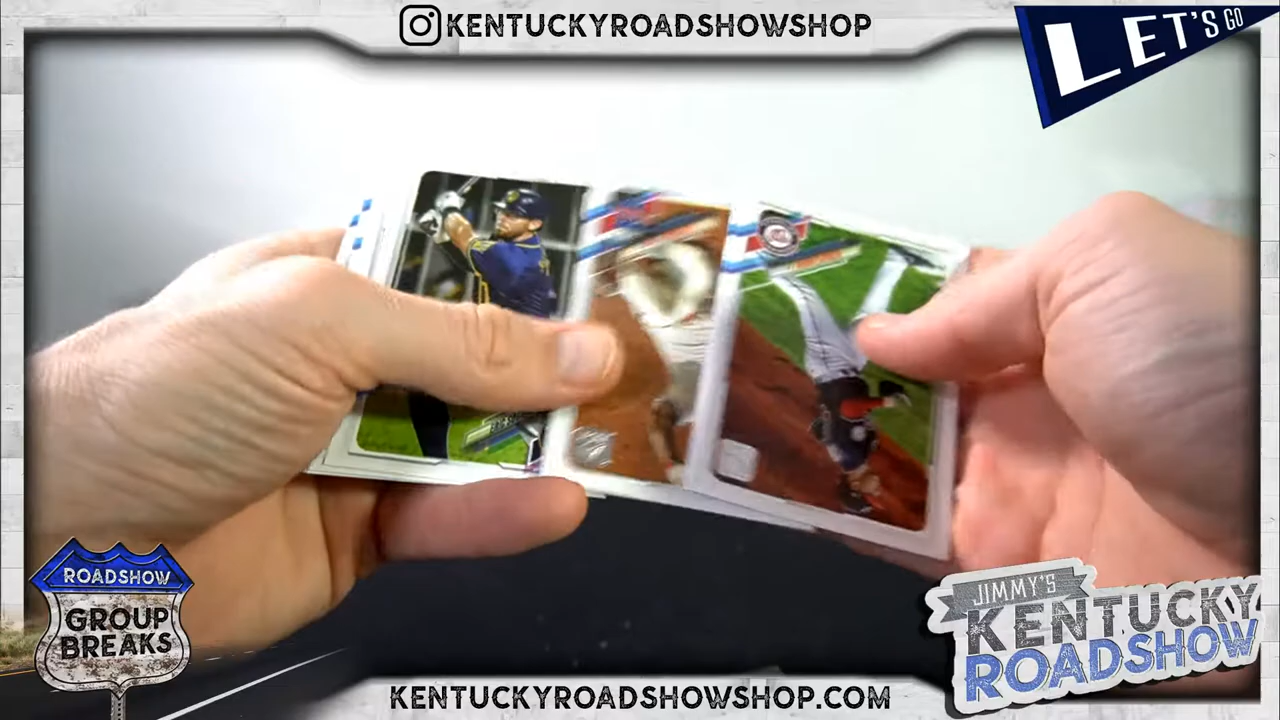 KENTUCKYROADSHOWSHOP
LET'S GO
ROADSHOW
GROUP
BREAKS
JIMMY'S
KENTUCKY
ROADSHOW
KENTUCKYROADSHOWSHOP.COM